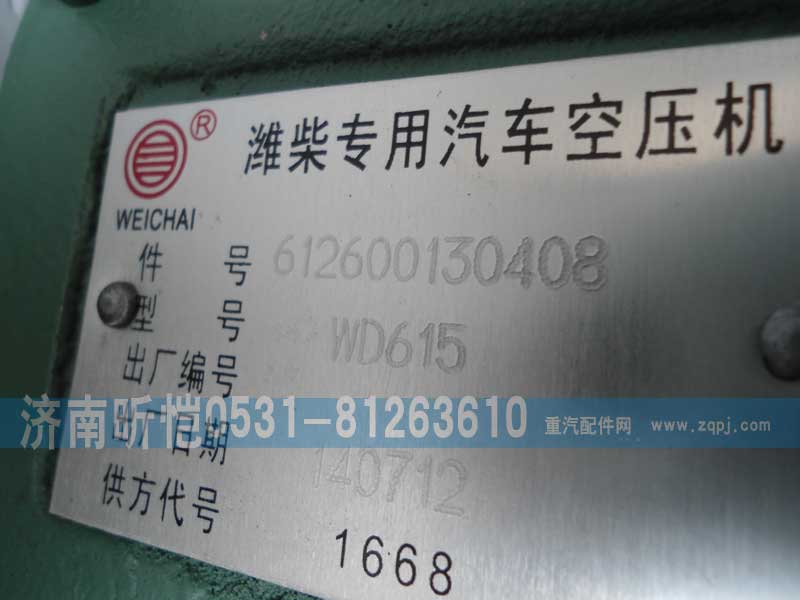 潍柴专用汽车空压机
®
WEICHAI
件 号 612600130408
型 号 WD615
出厂编号
出厂日期 140712
供方代号 1668
济南昕恺0531-81263610
重汽配件网 www.zqpj.com